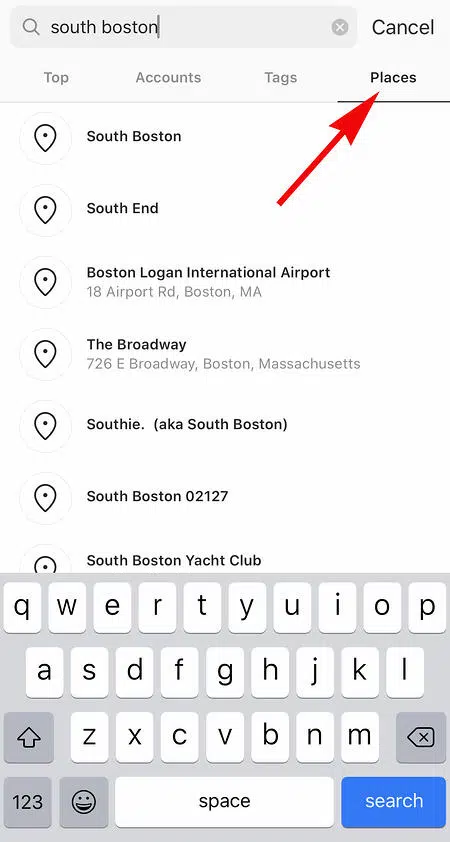 south boston Cancel
Top Accounts Tags Places
South Boston
South End
Boston Logan International Airport
18 Airport Rd, Boston, MA
The Broadway
726 E Broadway, Boston, Massachusetts
Southie. (aka South Boston)
South Boston 02127
South Boston Yacht Club
q w e r t y u i o p
a s d f g h j k l
z x c v b n m
123 space search